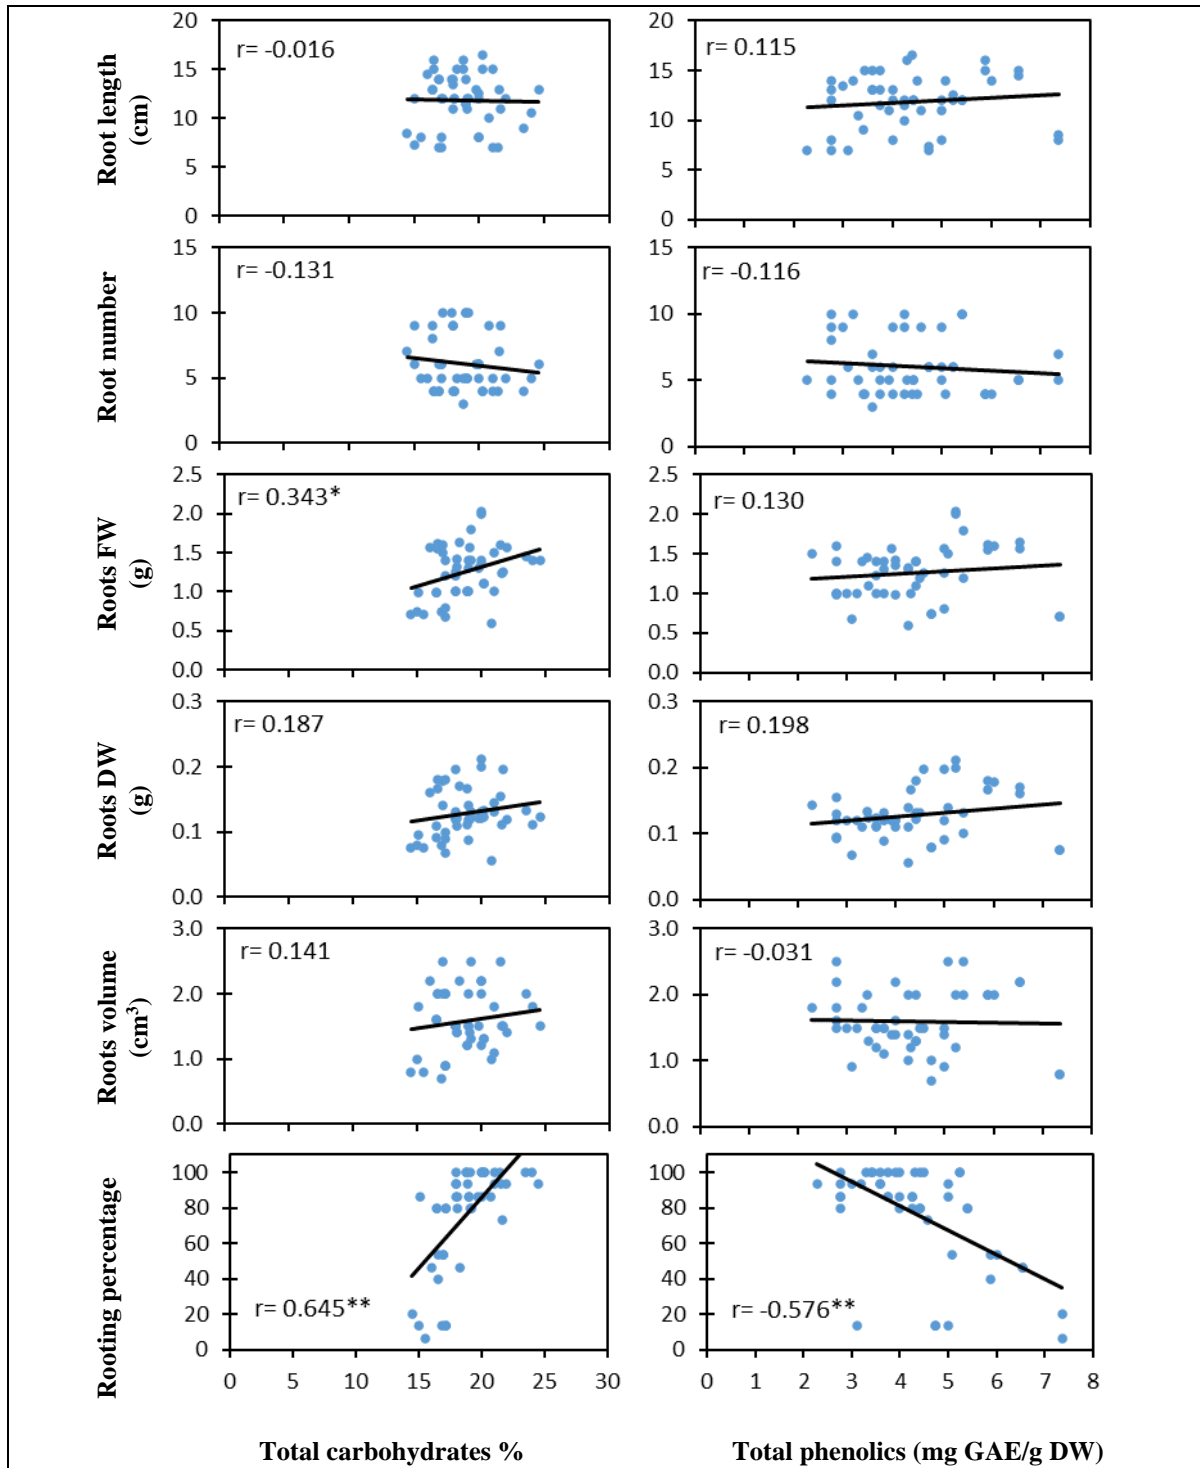 Root length
(cm)
20
15
10
5
0
r= -0.016
20
15
10
5
0
r= 0.115
Root number
15
10
5
0
r= -0.131
15
10
5
0
r= -0.116
Roots FW
(g)
2.5
2.0
1.5
1.0
0.5
0.0
r= 0.343*
2.5
2.0
1.5
1.0
0.5
0.0
r= 0.130
Roots DW
(g)
0.3
0.2
0.1
0.0
r= 0.187
0.3
0.2
0.1
0.0
r= 0.198
Roots volume
(cm³)
3.0
2.0
1.0
0.0
r= 0.141
3.0
2.0
1.0
0.0
r= -0.031
Rooting percentage
100
80
60
40
20
0
r= 0.645**
0 5 10 15 20 25 30
100
80
60
40
20
0
r= -0.576**
0 1 2 3 4 5 6 7 8
Total carbohydrates %
Total phenolics (mg GAE/g DW)